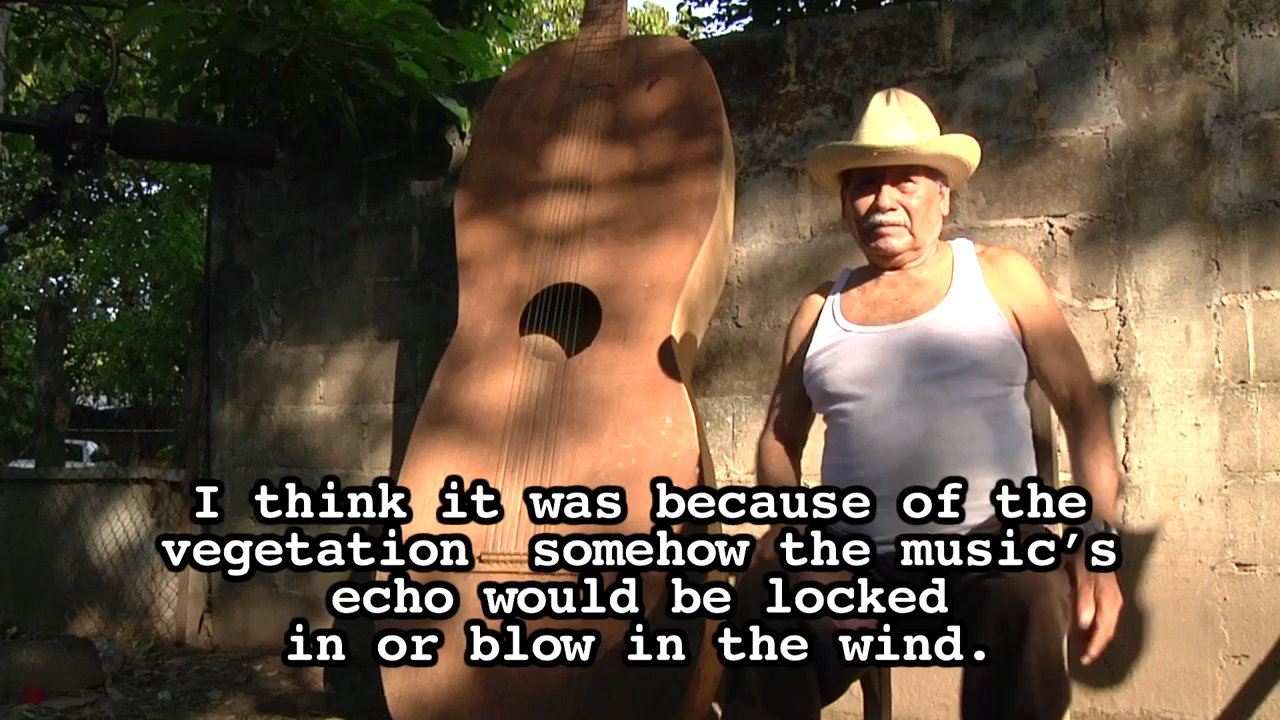 I think it was because of the
vegetation  somehow the music’s
echo would be locked
in or blow in the wind.